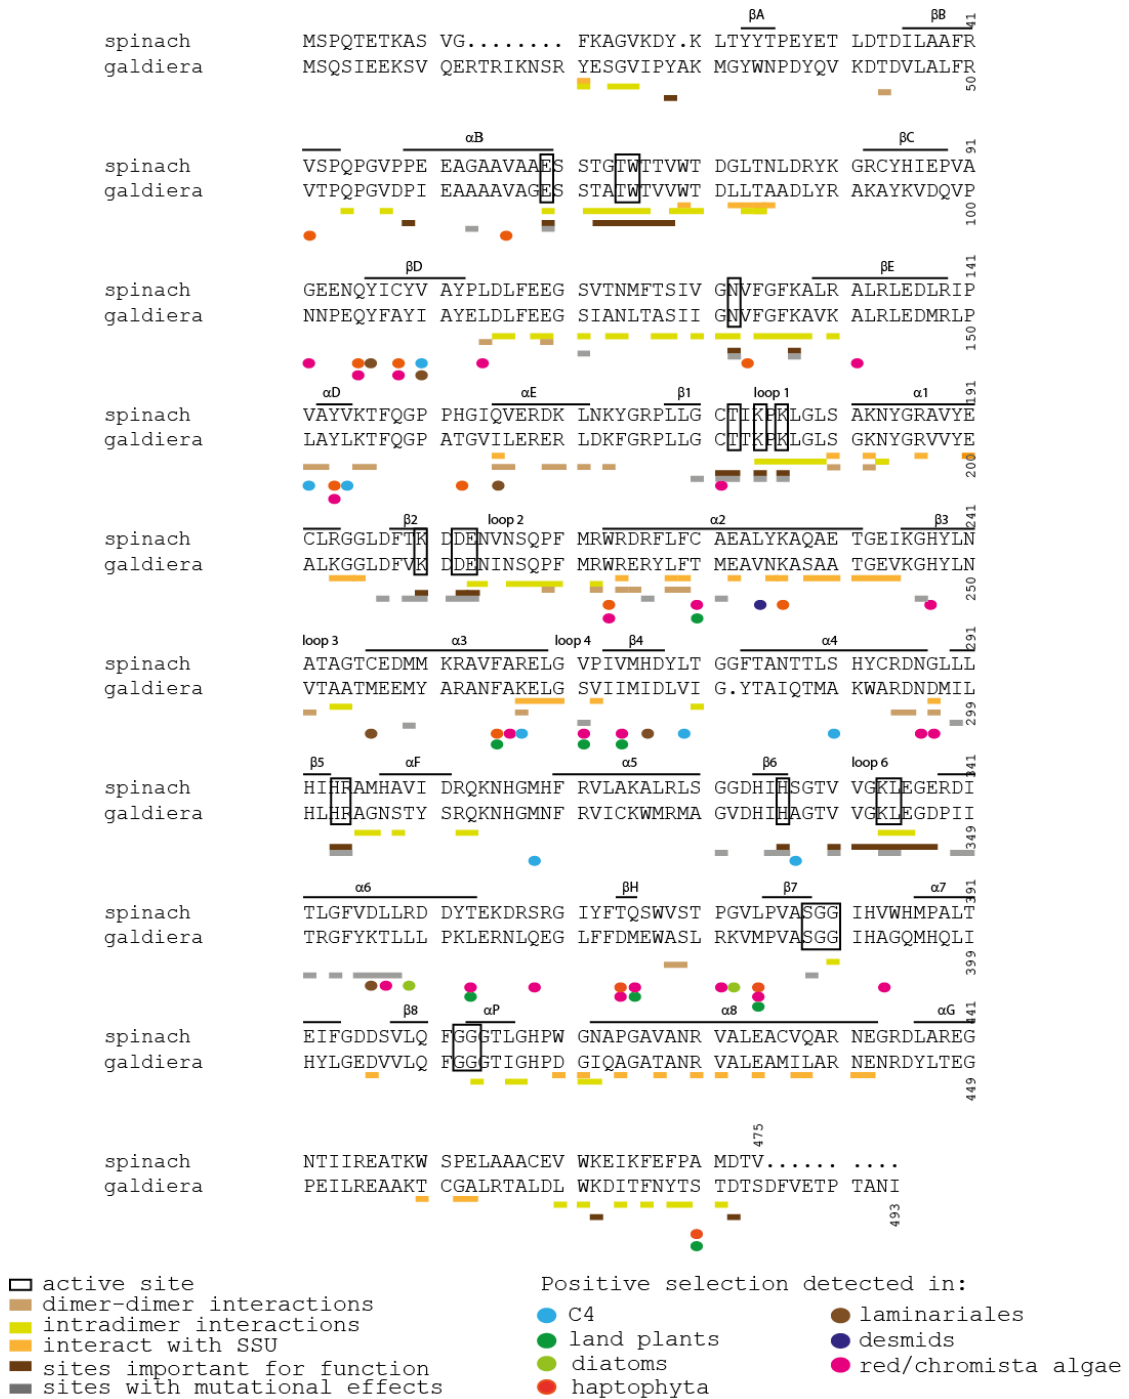 βA βB 41
spinach MSPQTETKAS VG........ FKAGVKDY.K LTYYTPEYET LDTDILAAFR
galdiera MSQSIEEKSV QERTRIKNSR YESGVIPYAK MGYWNPDYQV KDTDVLALFR
50
αB βC 91
spinach VSPQPGVPPE EAGAAVAAES STGTWTTVWT DGLTNLDRYK GRCYHIEPVA
galdiera VTPQPGVDPI EAAAAVAGES STATWTVVWT DLLTAADLYR AKAYKVDQVP
100
βD βE 141
spinach GEENQYICYV AYPLDLFEEG SVTNMFTSIV GNVFGFKALR ALRLEDLRIP
galdiera NNPEQYFAYI AYELDLFEEG SIANLTASII GNVFGFKAVK ALRLEDMRLP
150
αD αE β1 loop 1 α1 191
spinach VAYVKTFQGP PHGIQVERDK LNKYGRPLLG CTIKPKLGLS AKNYGRAVYE
galdiera LAYLKTFQGP ATGVILERER LDKFGRPLLG CTTKPKLGLS GKNYGRVVYE
200
β2 loop 2 α2 β3 241
spinach CLRGGLDFTK DDENVNSQPF MRWRDRFLFC AEALYKAQAE TGEIKGHYLN
galdiera ALKGGLDFVK DDENINSQPF MRWRERYLFT MEAVNKASAA TGEVKGHYLN
250
loop 3 α3 loop 4 β4 α4 291
spinach ATAGTCEDMM KRAVFARELG VPIVMHDYLT GGFTANTTLS HYCRDNGLLL
galdiera VTAATMEEMY ARANFAKELG SVIIMIDLVI G.YTAIQTMA KWARDNDMIL
299
β5 αF α5 β6 loop 6 341
spinach HIHRAMHAVI DRQKNHGMHF RVLAKALRLS GGDHIHSGTV VGKLEGERDI
galdiera HLHRAGNSTY SRQKNHGMNF RVICKWMRMA GVDHIHAGTV VGKLEGDPII
349
α6 βH β7 α7 391
spinach TLGFVDLLRD DYTEKDRSRG IYFTQSWVST PGVLPVASGG IHVWHMPALT
galdiera TRGFYKTLLL PKLERNLQEG LFFDMEWASL RKVMPVASGG IHAGQMHQLI
399
β8 αP α8 αG 441
spinach EIFGDDSVLQ FGGGTLGHPW GNAPGAVANR VALEACVQAR NEGRDLAREG
galdiera HYLGEDVVLQ FGGGTIGHPD GIQAGATANR VALEAMILAR NENRDYLTEG
449
475
spinach NTIIREATKW SPELAAACEV WKEIKFEFPA MDTV...... ....
galdiera PEILREAAKT CGALRTALDL WKDITFNYTS TDTSDFVETP TANI
493
active site
dimer-dimer interactions
intradimer interactions
interact with SSU
sites important for function
sites with mutational effects
Positive selection detected in:
C4
land plants
diatoms
haptophyta
laminariales
desmids
red/chromista algae